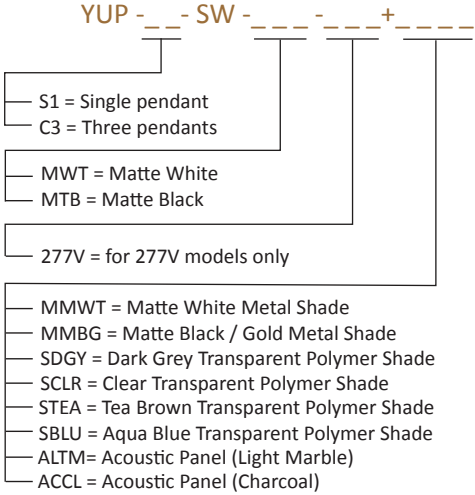 YUP -_ _- SW -_ _ _ -_ _ _+_ _ _ _
S1 = Single pendant
C3 = Three pendants
MWT = Matte White
MTB = Matte Black
277V = for 277V models only
MMWT = Matte White Metal Shade
MMBG = Matte Black / Gold Metal Shade
SDGY = Dark Grey Transparent Polymer Shade
SCLR = Clear Transparent Polymer Shade
STEA = Tea Brown Transparent Polymer Shade
SBLU = Aqua Blue Transparent Polymer Shade
ALTM= Acoustic Panel (Light Marble)
ACCL = Acoustic Panel (Charcoal)